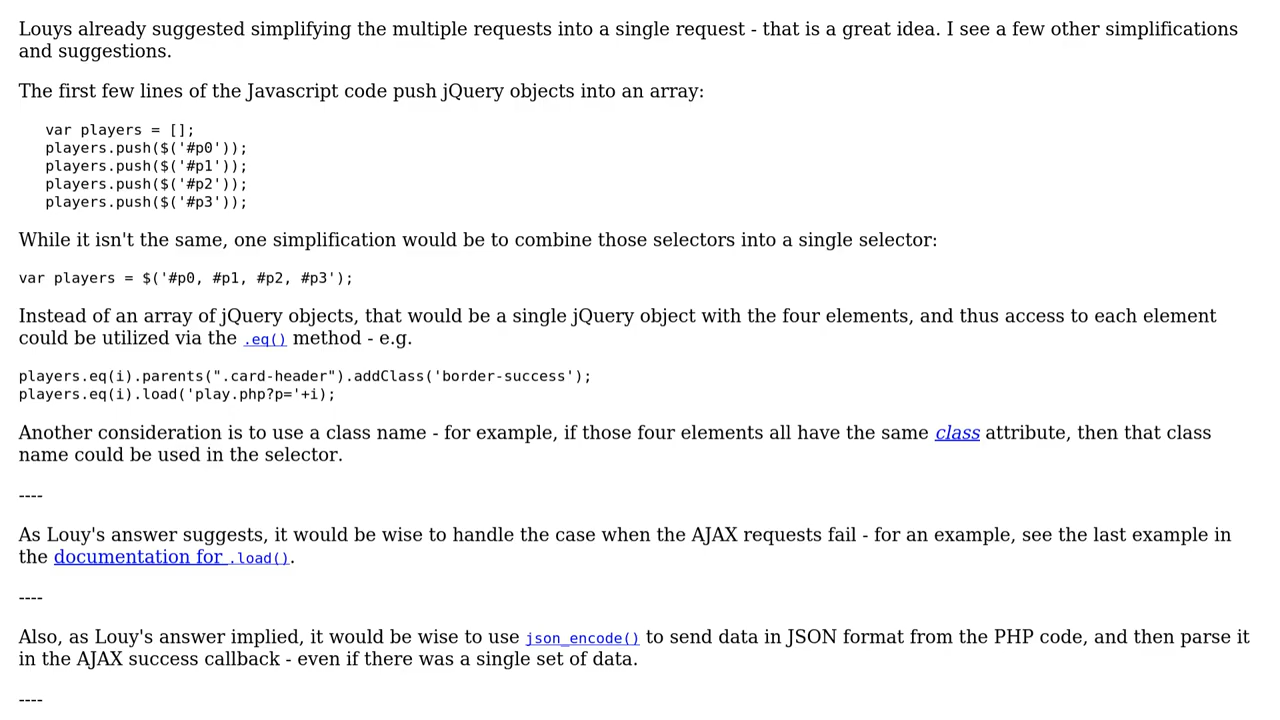 Louys already suggested simplifying the multiple requests into a single request - that is a great idea. I see a few other simplifications
and suggestions.
The first few lines of the Javascript code push jQuery objects into an array:
var players = [];
players.push($('#p0'));
players.push($('#p1'));
players.push($('#p2'));
players.push($('#p3'));
While it isn't the same, one simplification would be to combine those selectors into a single selector:
var players = $('#p0, #p1, #p2, #p3');
Instead of an array of jQuery objects, that would be a single jQuery object with the four elements, and thus access to each element
could be utilized via the .eq() method - e.g.
players.eq(i).parents(".card-header").addClass('border-success');
players.eq(i).load('play.php?p='+i);
Another consideration is to use a class name - for example, if those four elements all have the same class attribute, then that class
name could be used in the selector.
----
As Louy's answer suggests, it would be wise to handle the case when the AJAX requests fail - for an example, see the last example in
the documentation for .load().
----
Also, as Louy's answer implied, it would be wise to use json_encode() to send data in JSON format from the PHP code, and then parse it
in the AJAX success callback - even if there was a single set of data.
----